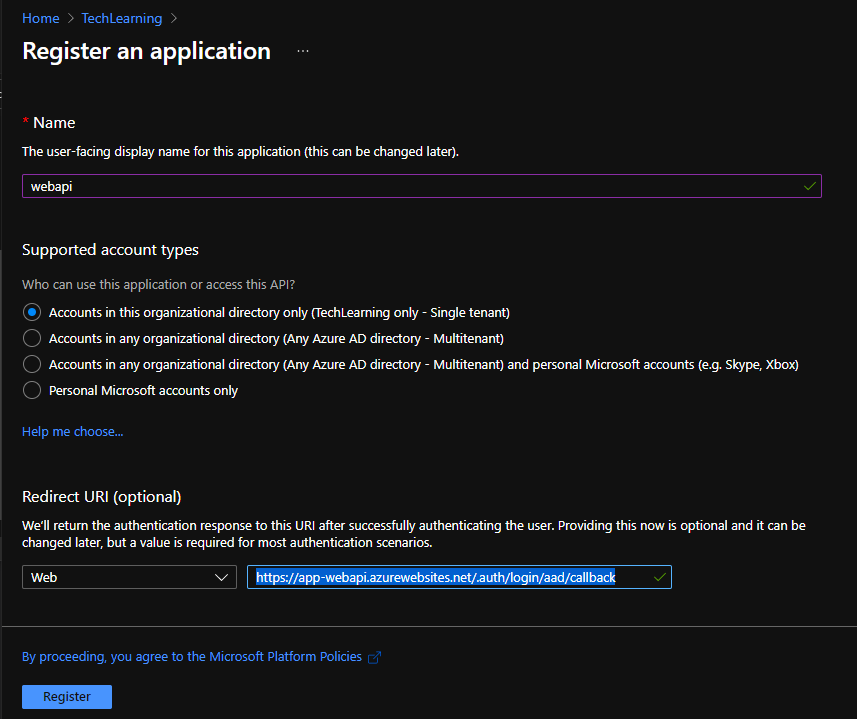 Home > TechLearning >
Register an application ...
* Name
The user-facing display name for this application (this can be changed later).
webapi
Supported account types
Who can use this application or access this API?
Accounts in this organizational directory only (TechLearning only - Single tenant)
Accounts in any organizational directory (Any Azure AD directory - Multitenant)
Accounts in any organizational directory (Any Azure AD directory - Multitenant) and personal Microsoft accounts (e.g. Skype, Xbox)
Personal Microsoft accounts only
Help me choose...
Redirect URI (optional)
We'll return the authentication response to this URI after successfully authenticating the user. Providing this now is optional and it can be
changed later, but a value is required for most authentication scenarios.
Web https://app-webapi.azurewebsites.net/.auth/login/aad/callback
By proceeding, you agree to the Microsoft Platform Policies
Register